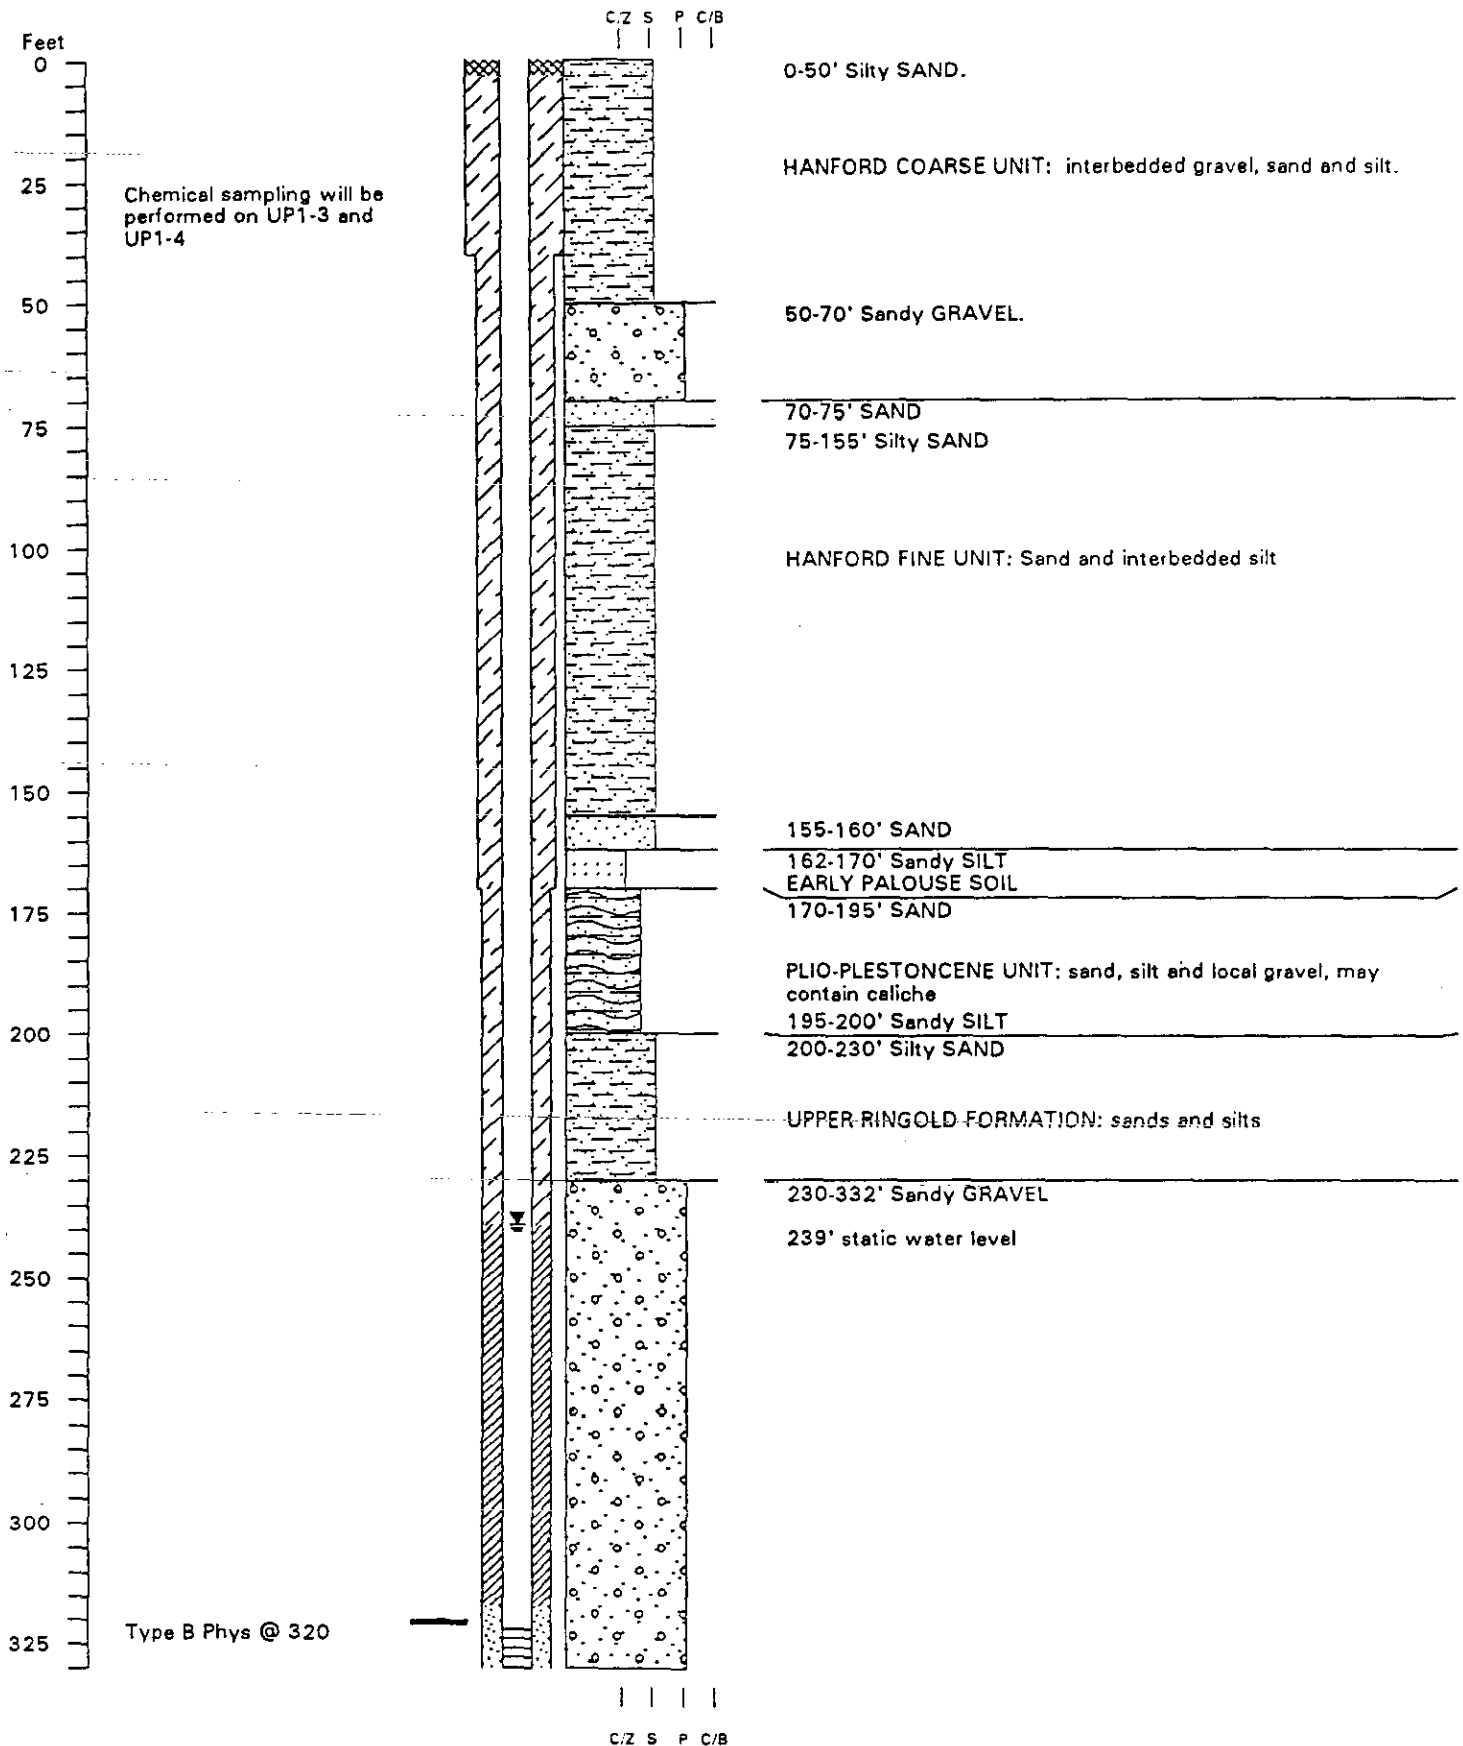 C/Z S P C/B
Feet
0
0-50' Silty SAND.
HANFORD COARSE UNIT: interbedded gravel, sand and silt.
25
Chemical sampling will be
performed on UP1-3 and
UP1-4
50
50-70' Sandy GRAVEL.
70-75' SAND
75
75-155' Silty SAND
100
HANFORD FINE UNIT: Sand and interbedded silt
125
150
155-160' SAND
162-170' Sandy SILT
EARLY PALOUSE SOIL
175
170-195' SAND
PLIO-PLESTONCENE UNIT: sand, silt and local gravel, may
contain caliche
195-200' Sandy SILT
200
200-230' Silty SAND
UPPER RINGOLD FORMATION: sands and silts
225
230-332' Sandy GRAVEL
239' static water level
250
275
300
Type B Phys @ 320
325
C/Z S P C/B